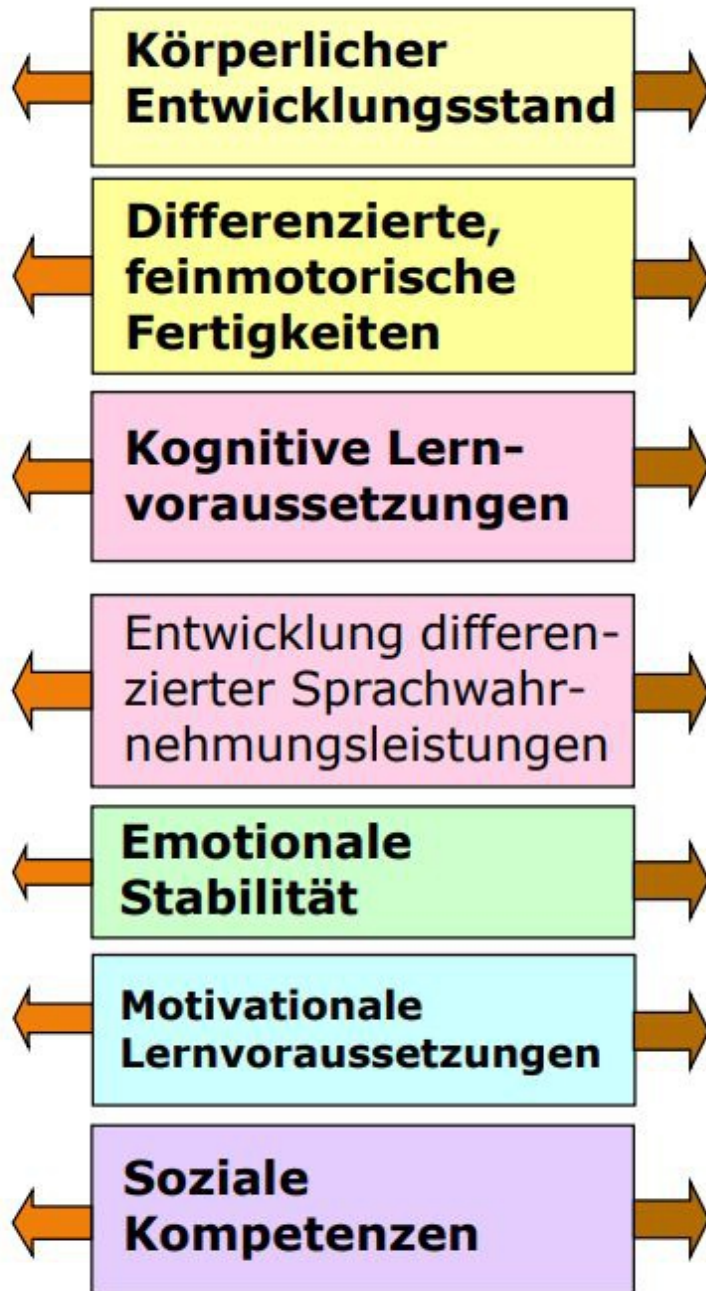 Körperlicher
Entwicklungsstand
Differenzierte,
feinmotorische
Fertigkeiten
Kognitive Lern-
voraussetzungen
Entwicklung differen-
zierter Sprachwahr-
nehmungsleistungen
Emotionale
Stabilität
Motivationale
Lernvoraussetzungen
Soziale
Kompetenzen